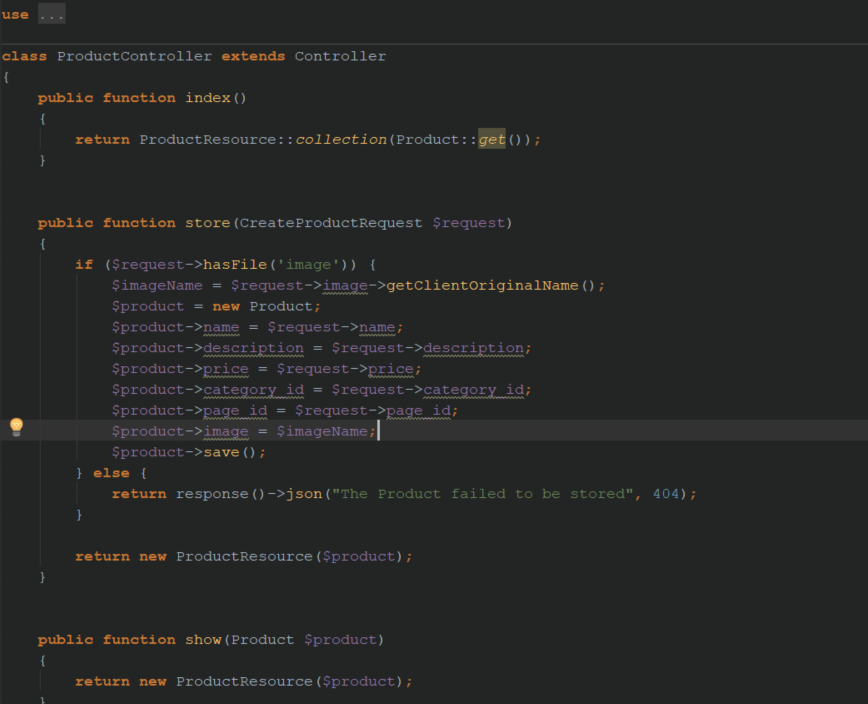 use ...
class ProductController extends Controller
{
    public function index()
    {
        return ProductResource::collection(Product::get());
    }
    public function store(CreateProductRequest $request)
    {
        if ($request->hasFile('image')) {
            $imageName = $request->image->getClientOriginalName();
            $product = new Product;
            $product->name = $request->name;
            $product->description = $request->description;
            $product->price = $request->price;
            $product->category_id = $request->category_id;
            $product->page_id = $request->page_id;
            $product->image = $imageName;
            $product->save();
        } else {
            return response()->json("The Product failed to be stored", 404);
        }
        return new ProductResource($product);
    }
    public function show(Product $product)
    {
        return new ProductResource($product);
    }